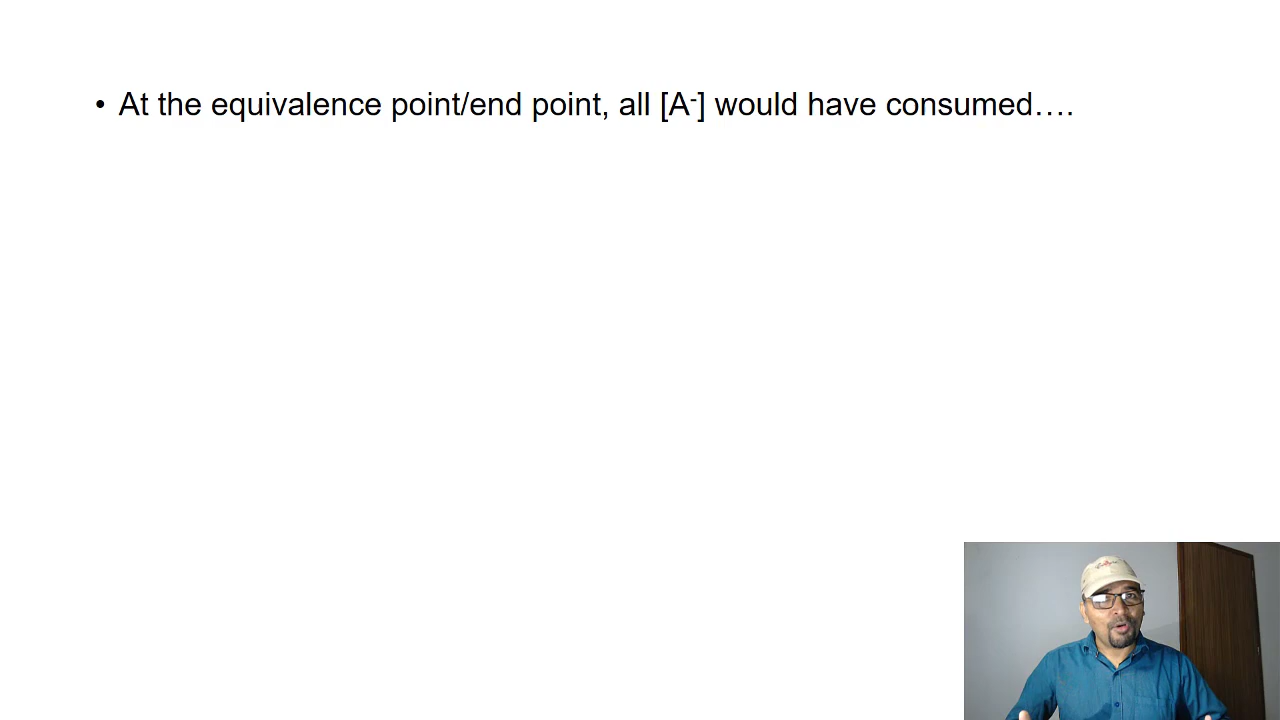 • At the equivalence point/end point, all [A⁻] would have consumed….